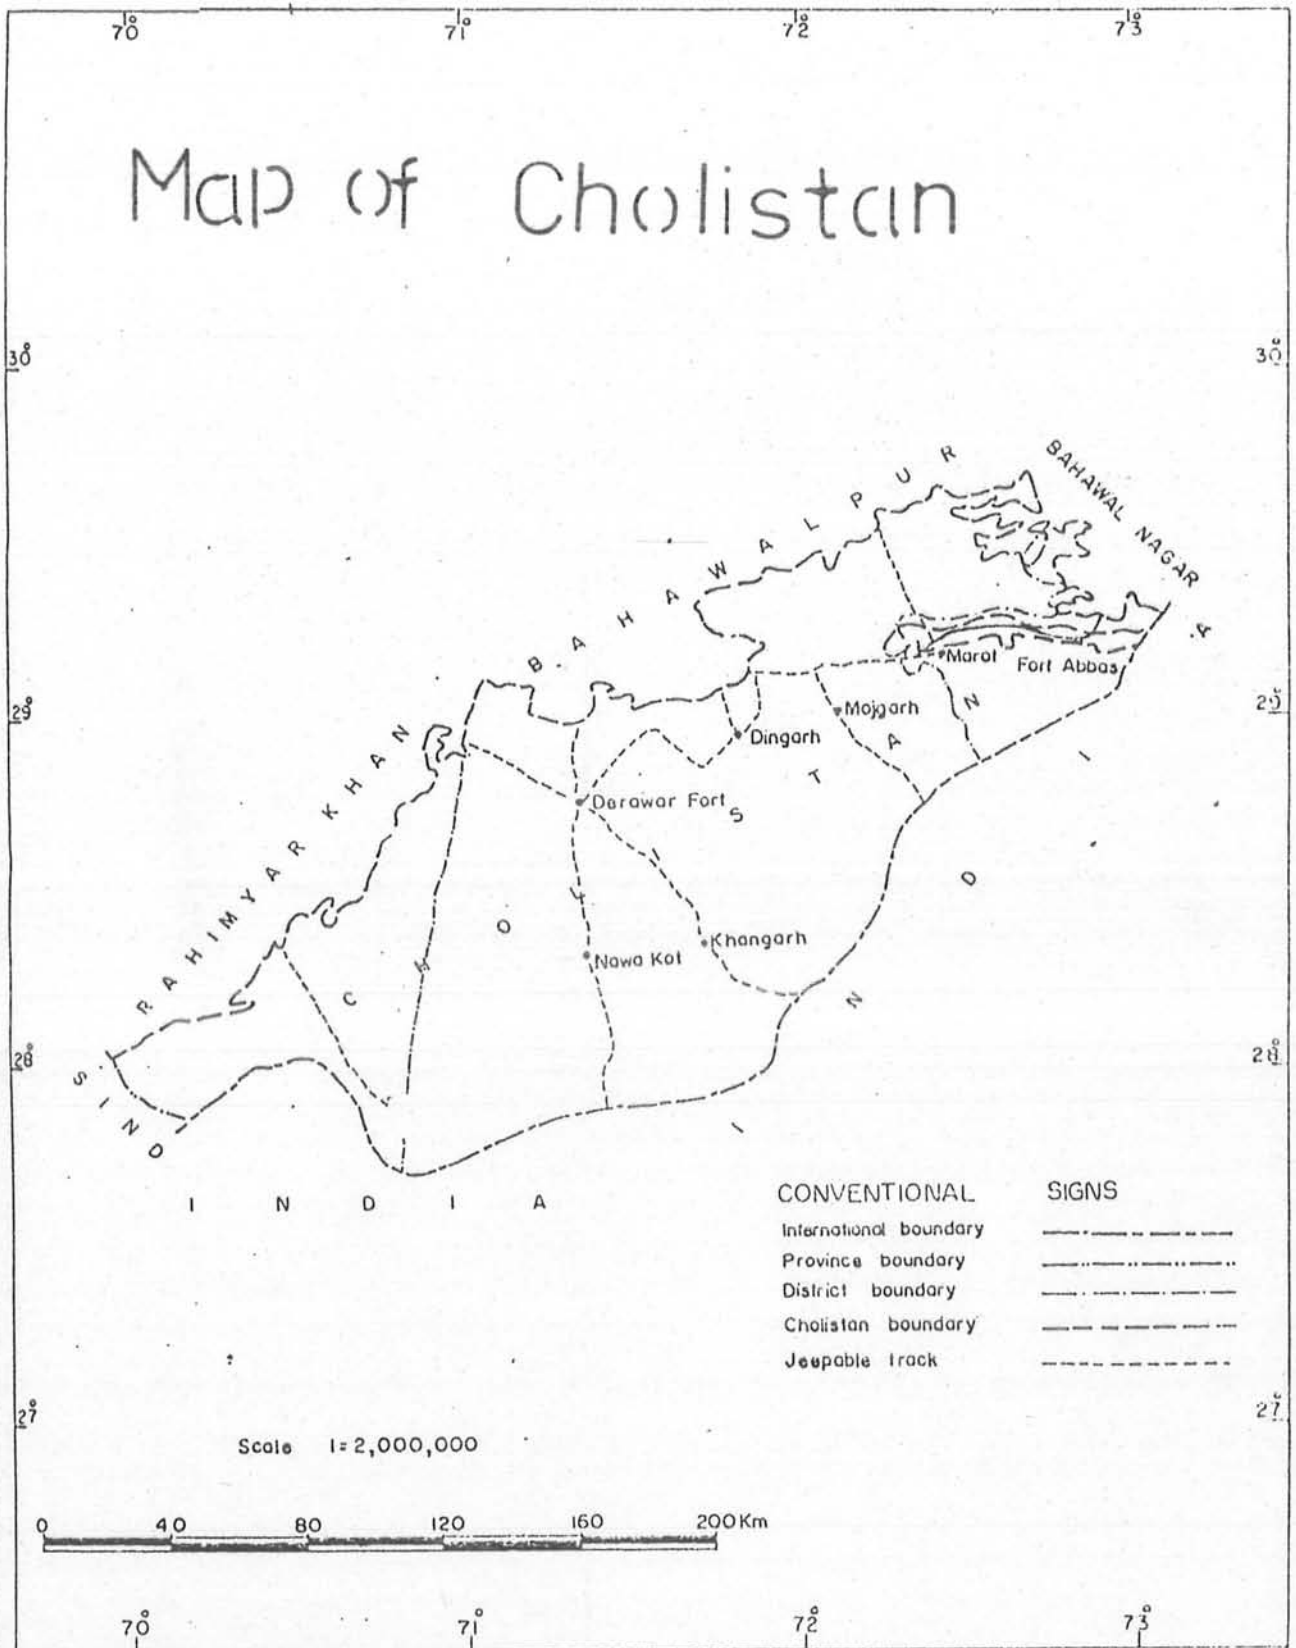 70° 71° 72° 73°
Map of Cholistan
30° 30°
BAHAWAL NAGAR
BAHAWALPUR
RAHIMYAR KHAN
CHOLISTAN
Marot
Fort Abbas
29° 29°
Mojgarh
Dingarh
Derawar Fort
Khangarh
Nawa Kot
28° 28°
SIND
INDIA
INDIA
CONVENTIONAL SIGNS
International boundary
Province boundary
District boundary
Cholistan boundary
Jeepable track
27° 27°
Scale 1=2,000,000
0 40 80 120 160 200 Km
70° 71° 72° 73°